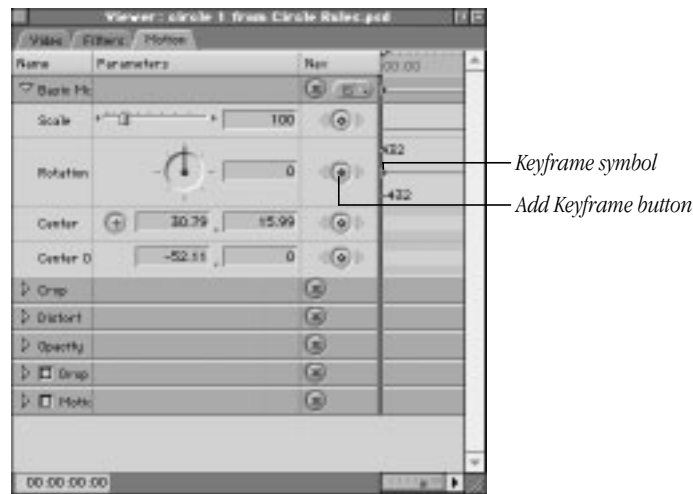 Viewer: circle 1 from Circle Rules.psd
Video Filters Motion
Name Parameters Nav 00:00
Basic Mo
Scale 100
432
Rotation 0
-432
Center 30.79 , 15.99
Center O -52.11 , 0
Crop
Distort
Opacity
Drop
Motio
00:00:00:00
Keyframe symbol
Add Keyframe button